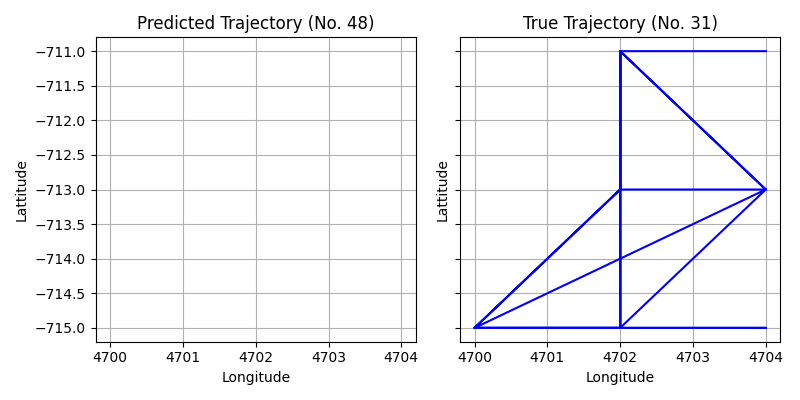 Predicted Trajectory (No. 48)
Lattitude
−711.0
−711.5
−712.0
−712.5
−713.0
−713.5
−714.0
−714.5
−715.0
4700 4701 4702 4703 4704
Longitude
True Trajectory (No. 31)
Lattitude
4700 4701 4702 4703 4704
Longitude